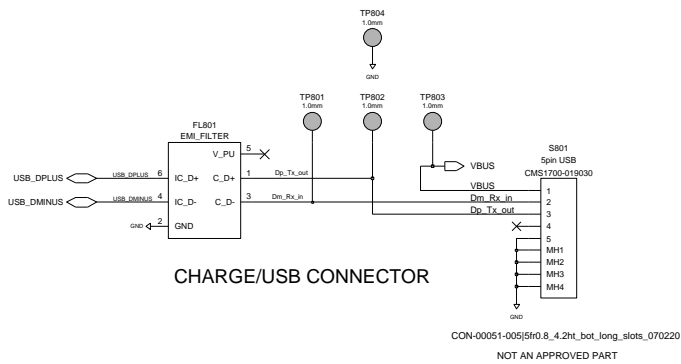 TP804
1.0mm
GND
TP801
1.0mm
TP802
1.0mm
TP803
1.0mm
FL801
EMI_FILTER
V_PU 5
USB_DPLUS USB_DPLUS 6 IC_D+ C_D+ 1 Dp_Tx_out
USB_DMINUS USB_DMINUS 4 IC_D- C_D- 3 Dm_Rx_in
GND 2 GND
VBUS
S801
5pin USB
CMS1700-019030
VBUS 1
Dm_Rx_in 2
Dp_Tx_out 3
4
5
MH1
MH2
MH3
MH4
GND
CHARGE/USB CONNECTOR
CON-00051-005|5fr0.8_4.2ht_bot_long_slots_070220
NOT AN APPROVED PART